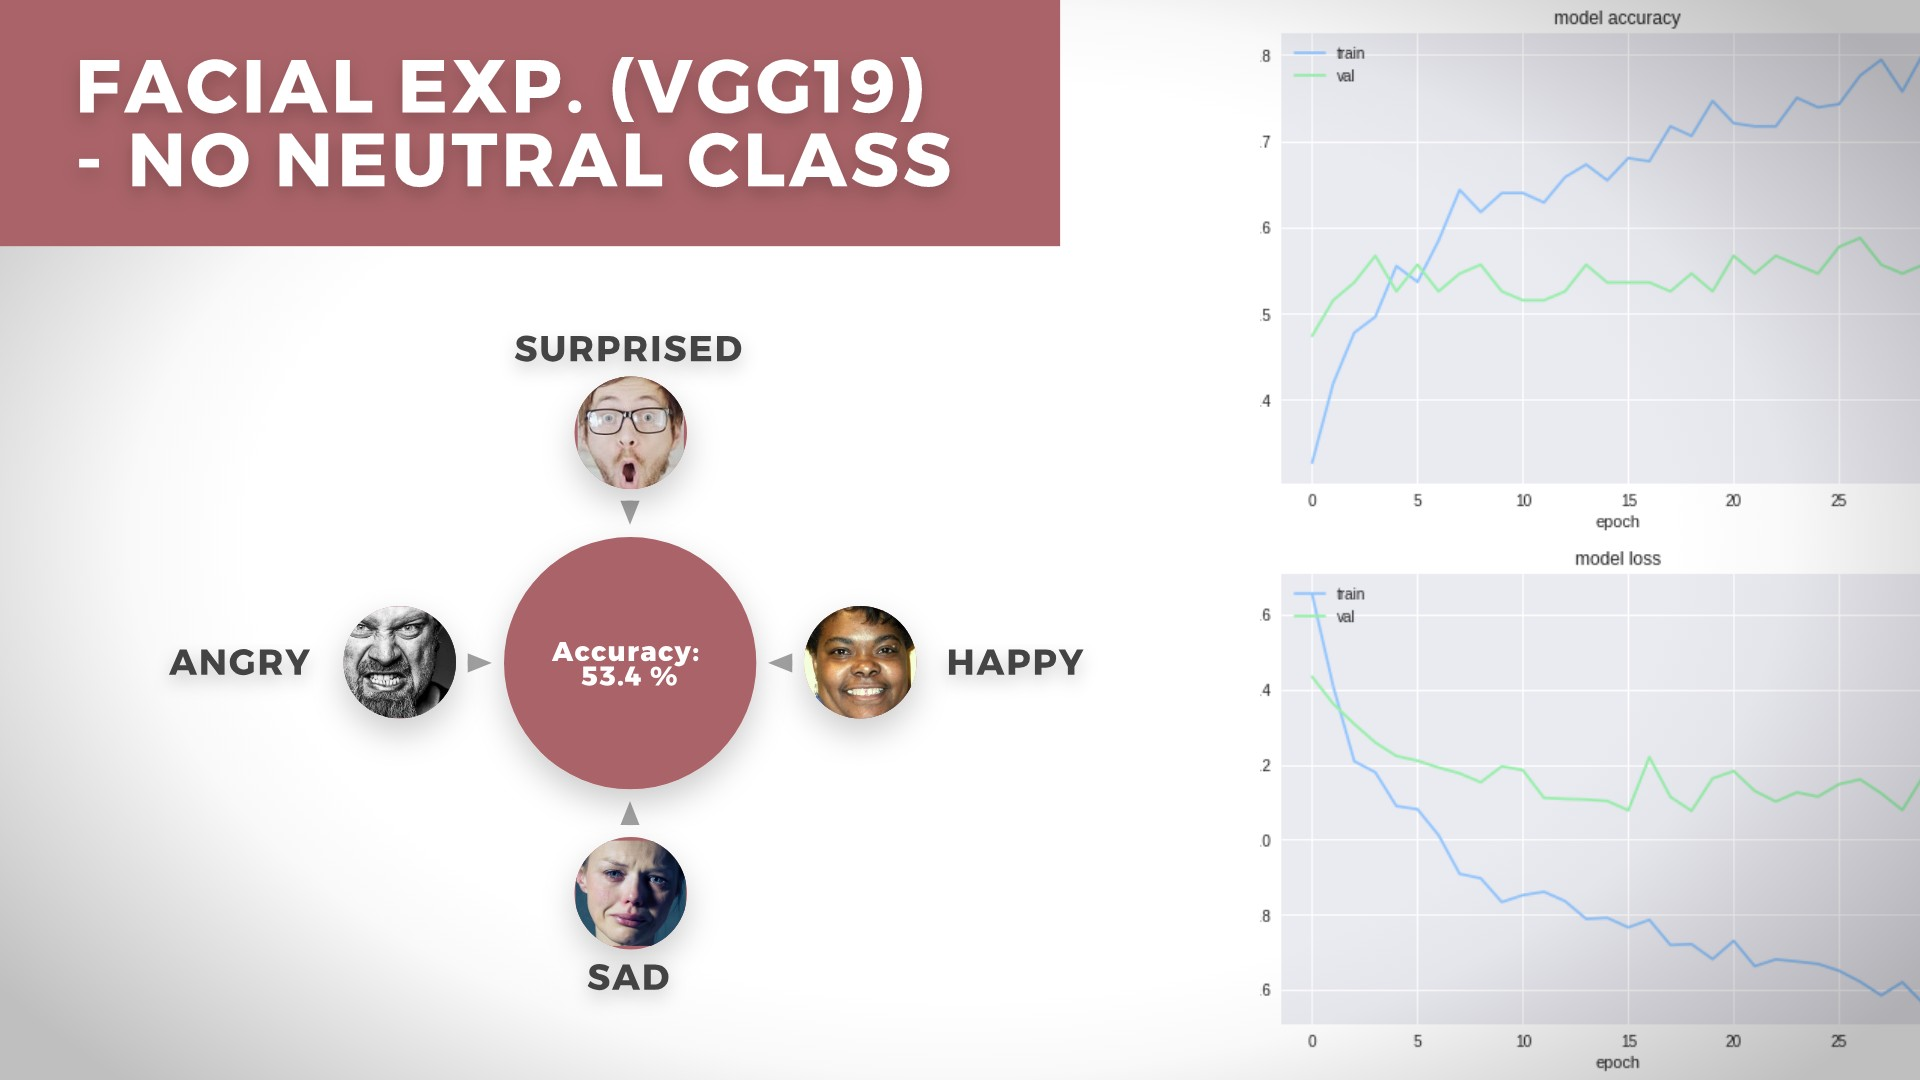 FACIAL EXP. (VGG19)
- NO NEUTRAL CLASS
SURPRISED
ANGRY
Accuracy:
53.4 %
HAPPY
SAD
model accuracy
train
val
.8
.7
.6
.5
.4
0 5 10 15 20 25
epoch
model loss
train
val
.6
.4
.2
.0
.8
.6
0 5 10 15 20 25
epoch